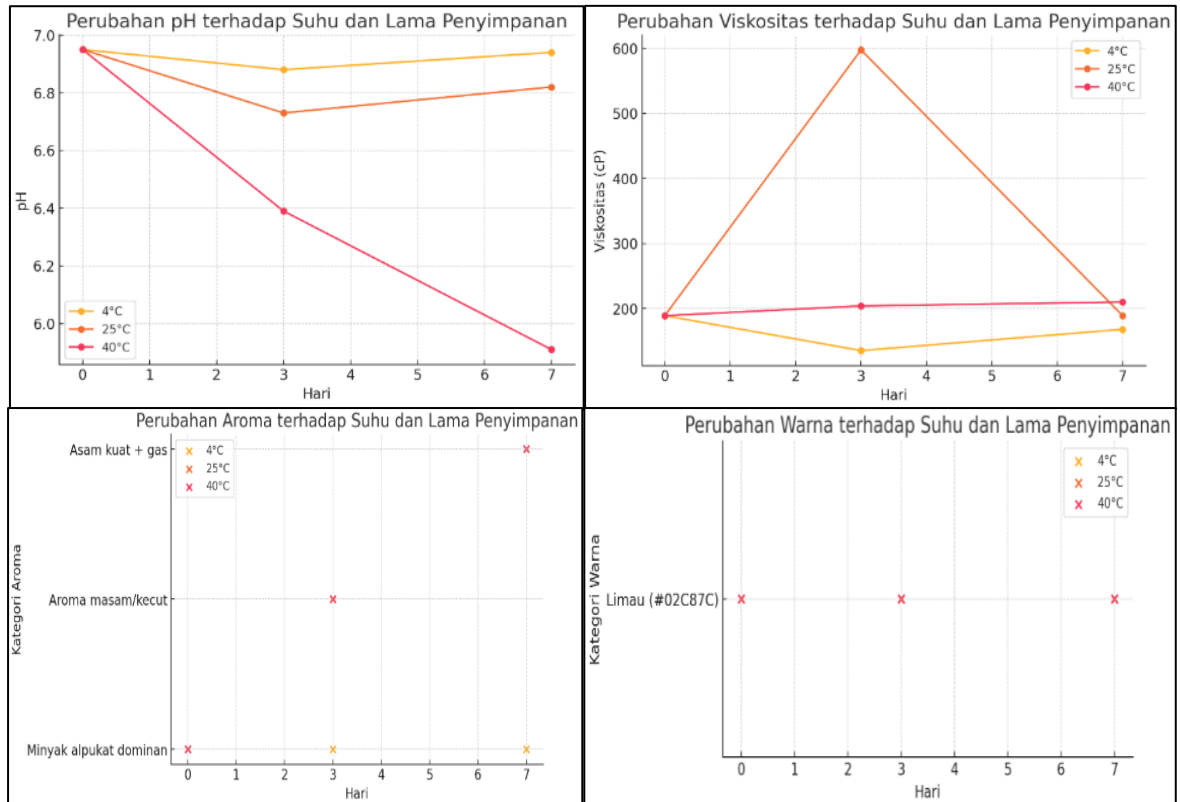 Perubahan pH terhadap Suhu dan Lama Penyimpanan
7.0
6.8
6.6
6.4
6.2
6.0
pH
4°C
25°C
40°C
0 1 2 3 4 5 6 7
Hari
Perubahan Viskositas terhadap Suhu dan Lama Penyimpanan
600
500
400
300
200
Viskositas (cP)
4°C
25°C
40°C
0 1 2 3 4 5 6 7
Hari
Perubahan Aroma terhadap Suhu dan Lama Penyimpanan
Asam kuat + gas
Aroma masam/kecut
Minyak alpukat dominan
Kategori Aroma
4°C
25°C
40°C
0 1 2 3 4 5 6 7
Hari
Perubahan Warna terhadap Suhu dan Lama Penyimpanan
4°C
25°C
40°C
Limau (#02C87C)
Kategori Warna
0 1 2 3 4 5 6 7
Hari